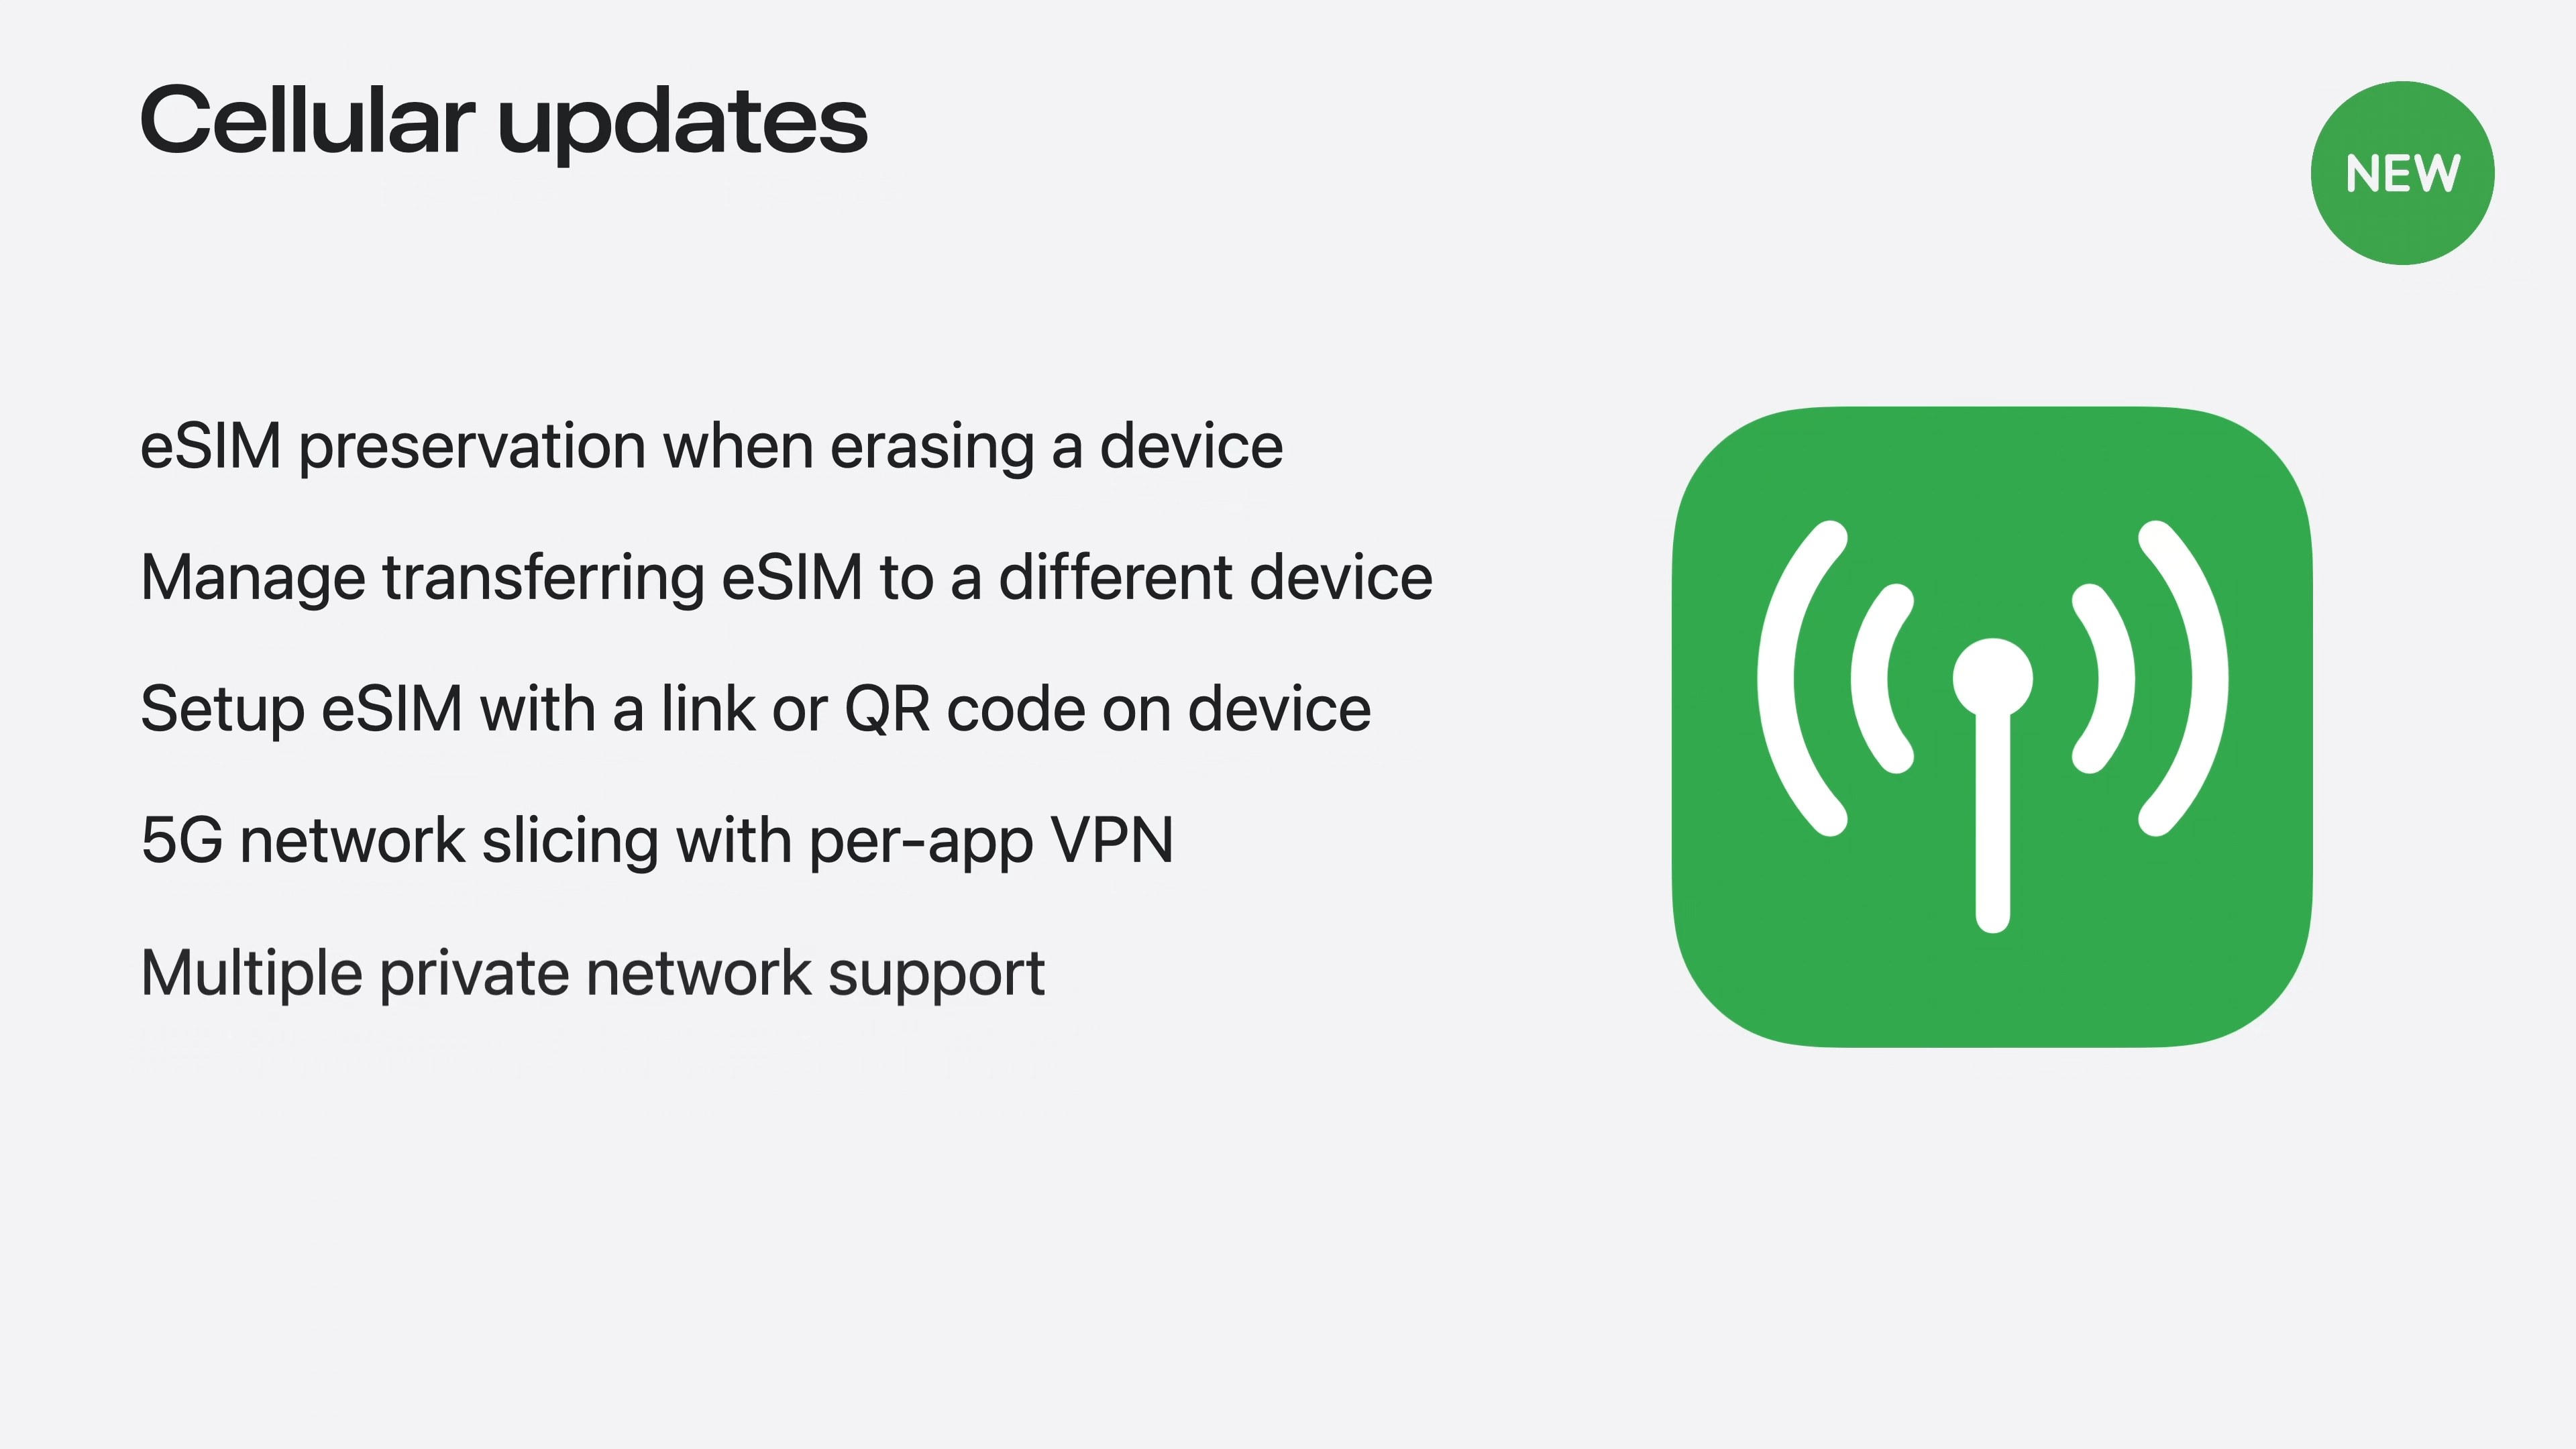 Cellular updates
NEW
eSIM preservation when erasing a device
Manage transferring eSIM to a different device
Setup eSIM with a link or QR code on device
5G network slicing with per-app VPN
Multiple private network support